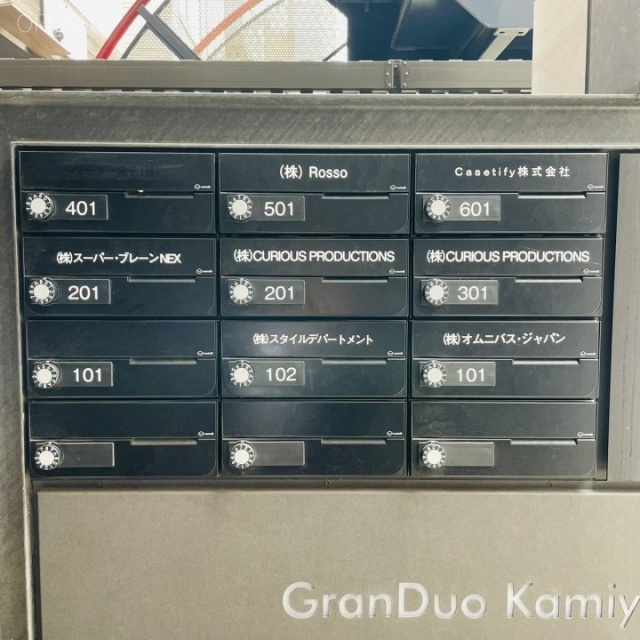 (株) Rosso
Casetify株式会社
401
501
601
(株)スーパー・ブレーンNEX
(株)CURIOUS PRODUCTIONS
(株)CURIOUS PRODUCTIONS
201
201
301
(株)スタイルデパートメント
(株)オムニバス・ジャパン
101
102
101
GranDuo Kamiy